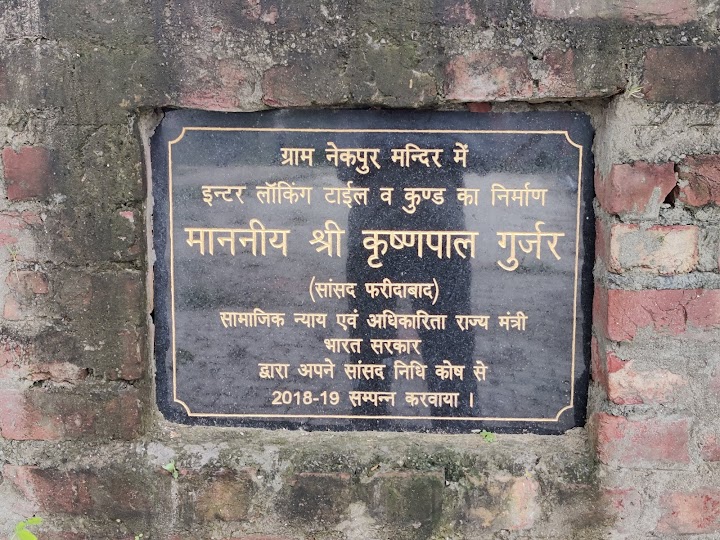 ग्राम नेकपुर मन्दिर में
इन्टर लॉकिंग टाईल व कुण्ड का निर्माण
माननीय श्री कृष्णपाल गुर्जर
(सांसद फरीदाबाद)
सामाजिक न्याय एवं अधिकारिता राज्य मंत्री
भारत सरकार
द्वारा अपने सांसद निधि कोष से
2018-19 सम्पन्न करवाया ।